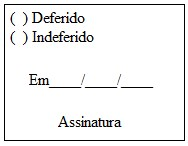 ( ) Deferido
( ) Indeferido
Em____/____/____
Assinatura